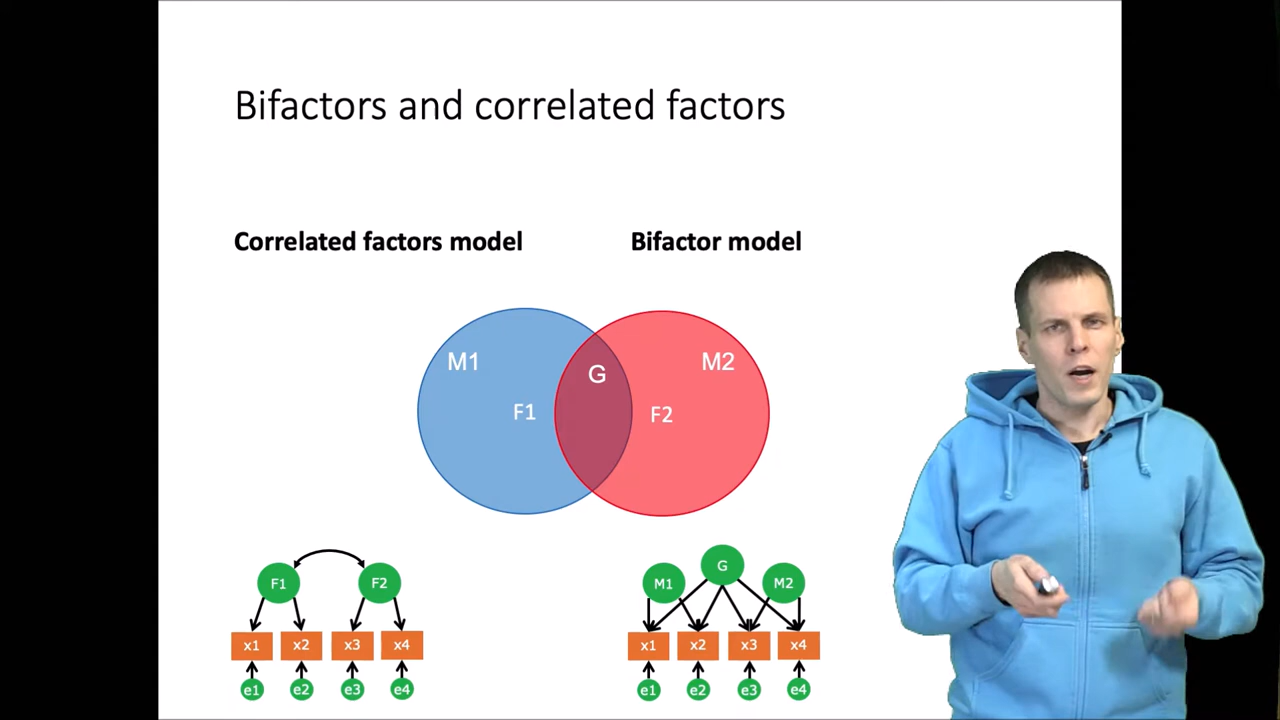 Bifactors and correlated factors
Correlated factors model
Bifactor model
M1
G
M2
F1
F2
F1
F2
x1
x2
x3
x4
e1
e2
e3
e4
M1
G
M2
x1
x2
x3
x4
e1
e2
e3
e4